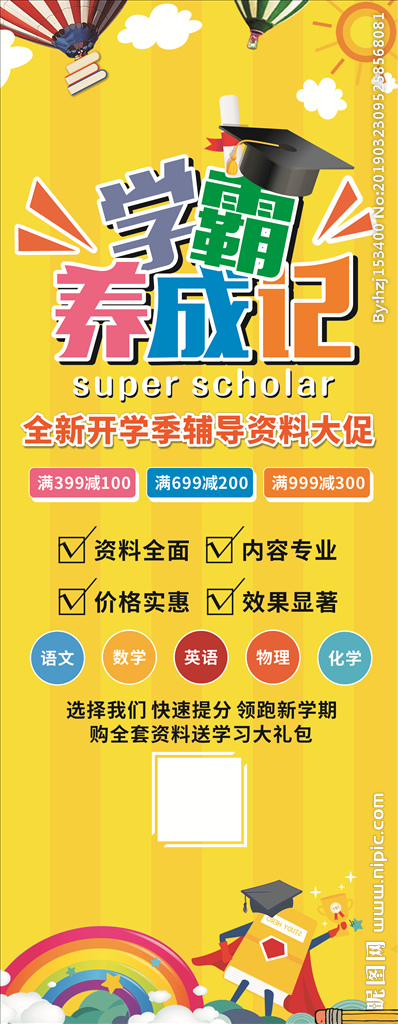 学霸
养成记
super scholar
全新开学季辅导资料大促
满399减100 满699减200 满999减300
资料全面 内容专业
价格实惠 效果显著
语文 数学 英语 物理 化学
选择我们 快速提分 领跑新学期
购全套资料送学习大礼包
By:hzj153400 No:20190323095258568081
昵图网 www.nipic.com